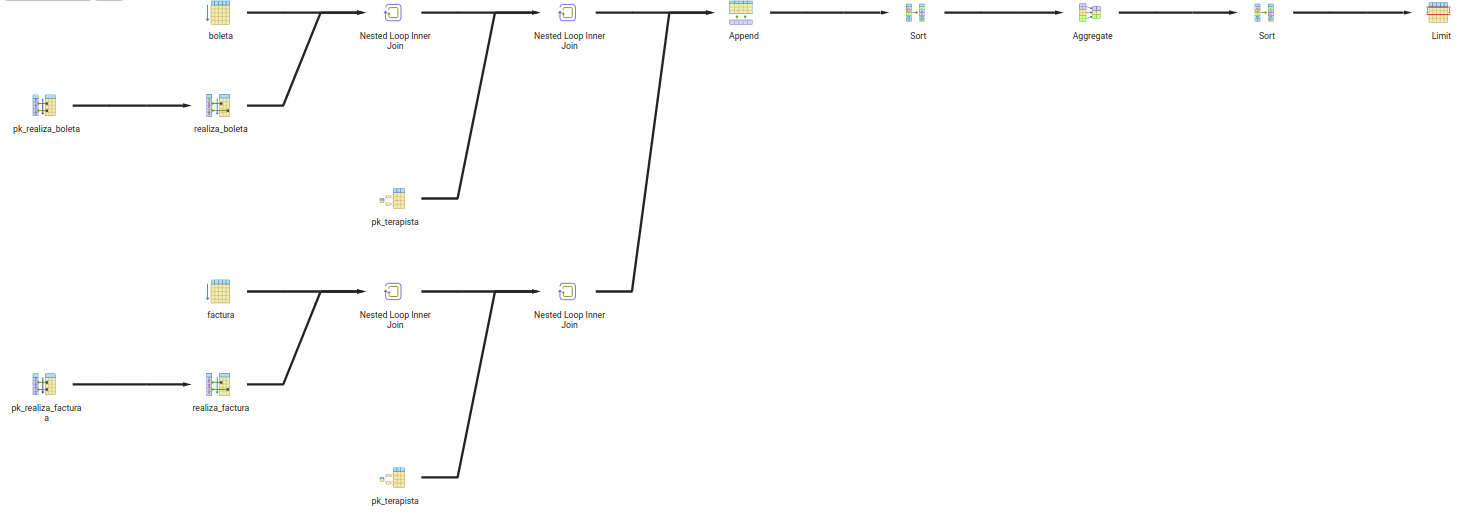 boleta
Nested Loop Inner
Join
Nested Loop Inner
Join
Append
Sort
Aggregate
Sort
Limit
pk_realiza_boleta
realiza_boleta
pk_terapista
factura
Nested Loop Inner
Join
Nested Loop Inner
Join
pk_realiza_factura
a
realiza_factura
pk_terapista